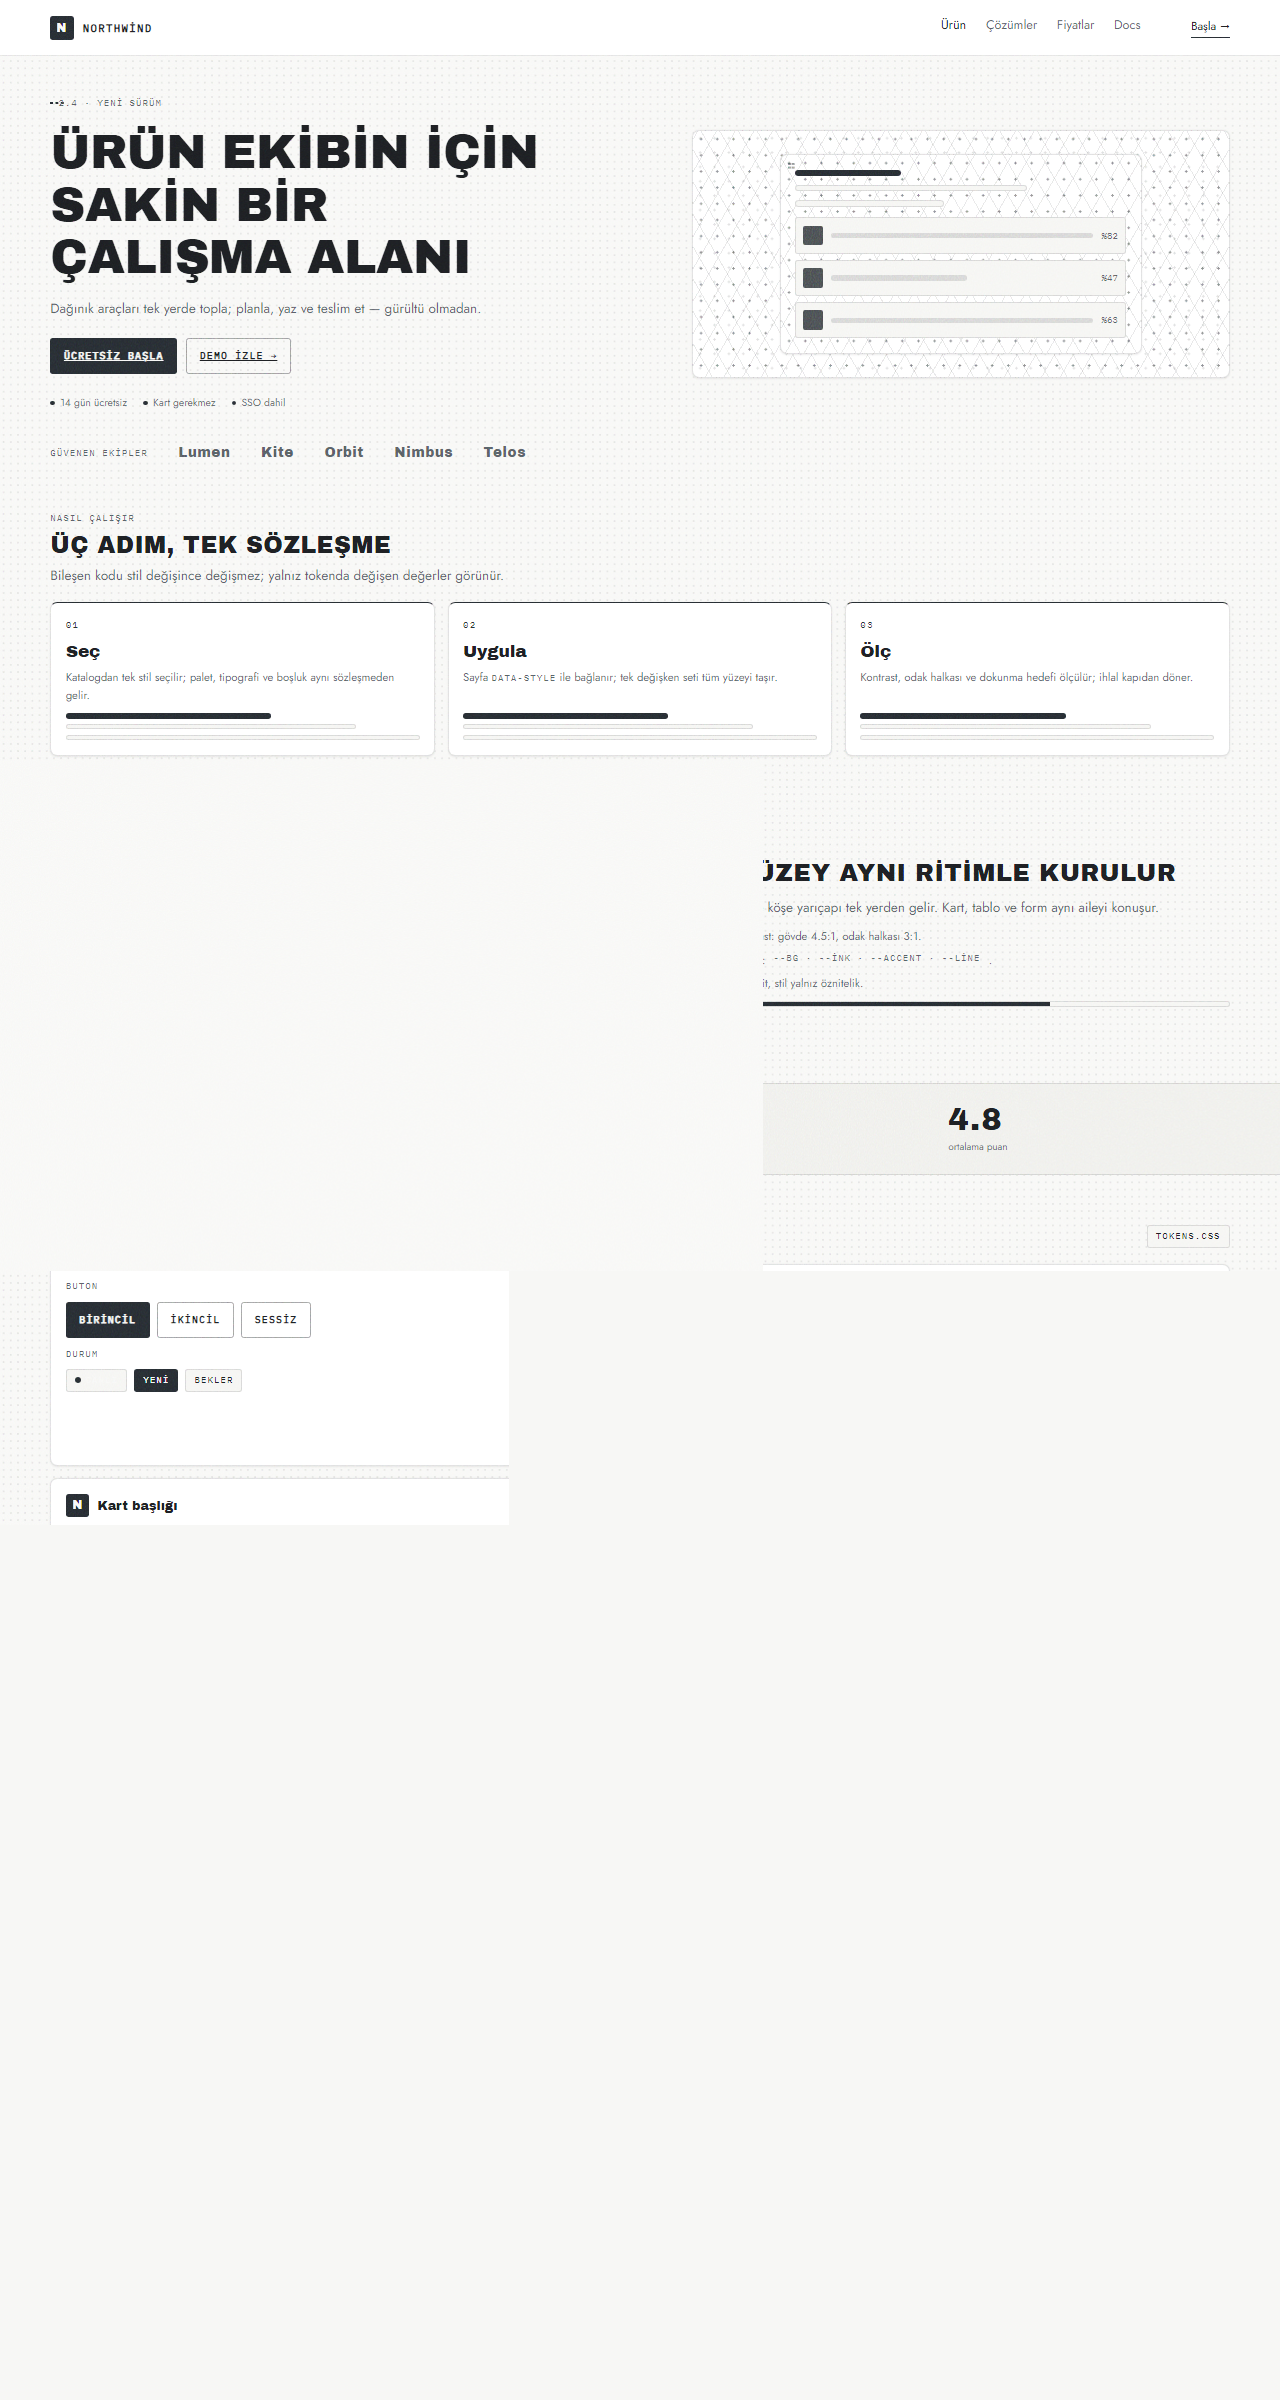 N NORTHWİND
Ürün Çözümler Fiyatlar Docs Başla →
2.4 · YENİ SÜRÜM
ÜRÜN EKİBİN İÇİN
SAKİN BİR
ÇALIŞMA ALANI
Dağınık araçları tek yerde topla; planla, yaz ve teslim et — gürültü olmadan.
ÜCRETSİZ BAŞLA DEMO İZLE →
14 gün ücretsiz Kart gerekmez SSO dahil
%82
%47
%63
GÜVENEN EKİPLER Lumen Kite Orbit Nimbus Telos
NASIL ÇALIŞIR
ÜÇ ADIM, TEK SÖZLEŞME
Bileşen kodu stil değişince değişmez; yalnız tokenda değişen değerler görünür.
01
Seç
Katalogdan tek stil seçilir; palet, tipografi ve boşluk aynı sözleşmeden
gelir.
02
Uygula
Sayfa DATA-STYLE ile bağlanır; tek değişken seti tüm yüzeyi taşır.
03
Ölç
Kontrast, odak halkası ve dokunma hedefi ölçülür; ihlal kapıdan döner.
ÜZEY AYNI RİTİMLE KURULUR
köşe yarıçapı tek yerden gelir. Kart, tablo ve form aynı aileyi konuşur.
st: gövde 4.5:1, odak halkası 3:1.
: --BG · --İNK · --ACCENT · --LİNE .
it, stil yalnız öznitelik.
4.8
ortalama puan
TOKENS.CSS
BUTON
BİRİNCİL İKİNCİL SESSİZ
DURUM
YENİ BEKLER
N Kart başlığı